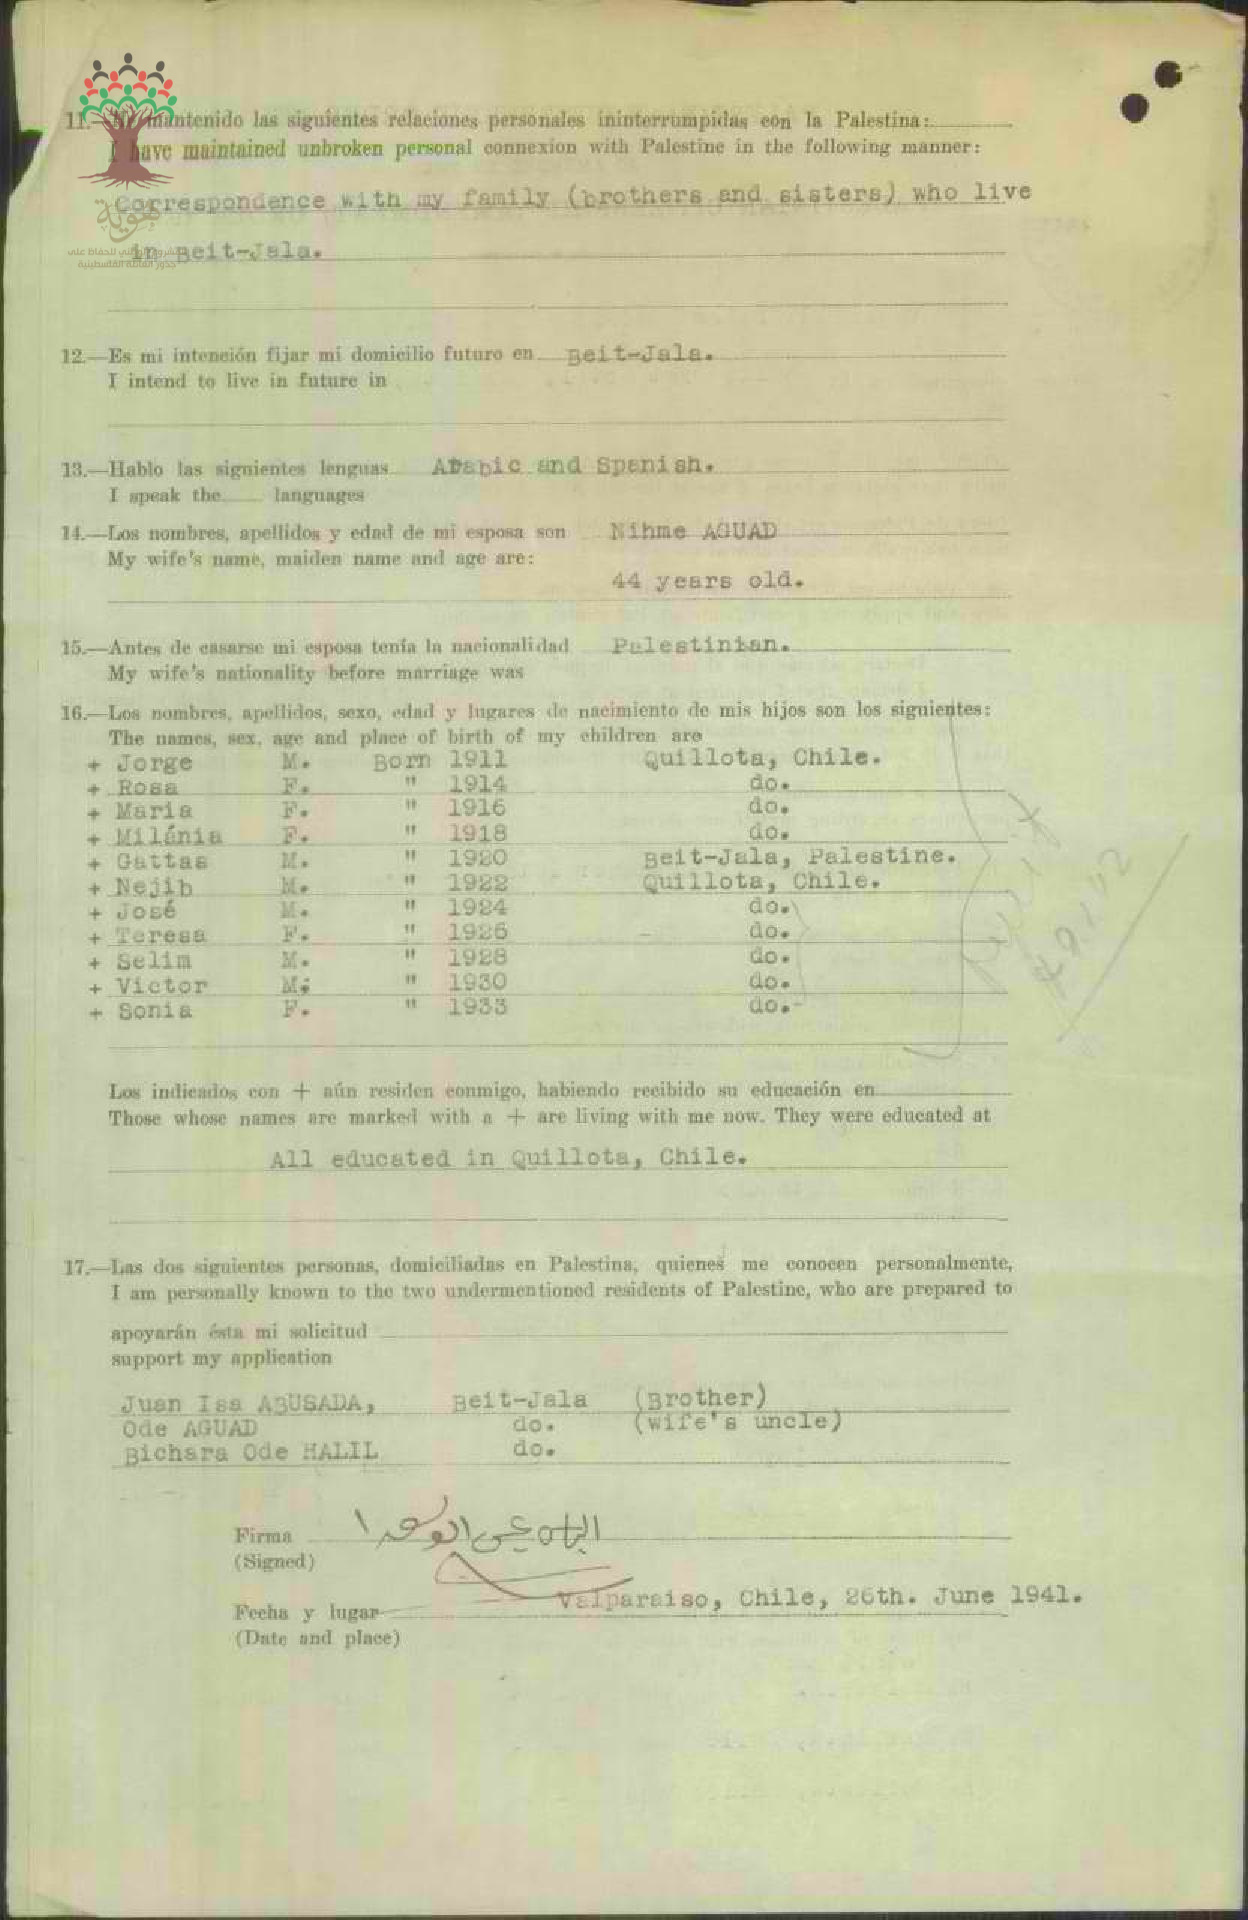 11.—He mantenido las siguientes relaciones personales ininterrumpidas con la Palestina:
I have maintained unbroken personal connexion with Palestine in the following manner:
Correspondence with my family (brothers and sisters) who live
in Beit-Jala.
هوية
12.—Es mi intención fijar mi domicilio futuro en Beit-Jala.
I intend to live in future in
13.—Hablo las siguientes lenguas Arabic and Spanish.
I speak the languages
14.—Los nombres, apellidos y edad de mi esposa son Nihme AGUAD
My wife's name, maiden name and age are:
44 years old.
15.—Antes de casarse mi esposa tenía la nacionalidad Palestinian.
My wife's nationality before marriage was
16.—Los nombres, apellidos, sexo, edad y lugares de nacimiento de mis hijos son los siguientes:
The names, sex, age and place of birth of my children are
+ Jorge M. Born 1911 Quillota, Chile.
+ Rosa F. " 1914 do.
+ Maria F. " 1916 do.
+ Milánia F. " 1918 do.
+ Gattas M. " 1920 Beit-Jala, Palestine.
+ Nejib M. " 1922 Quillota, Chile.
+ José M. " 1924 do.
+ Teresa F. " 1926 do.
+ Selim M. " 1928 do.
+ Victor M; " 1930 do.
+ Sonia F. " 1933 do.-
Los indicados con + aún residen conmigo, habiendo recibido su educación en
Those whose names are marked with a + are living with me now. They were educated at
All educated in Quillota, Chile.
17.—Las dos siguientes personas, domiciliadas en Palestina, quienes me conocen personalmente,
I am personally known to the two undermentioned residents of Palestine, who are prepared to
apoyarán ésta mi solicitud
support my application
Juan Isa ABUSADA, Beit-Jala (Brother)
Ode AGUAD do. (wife's uncle)
Bichara Ode HALIL do.
Firma
(Signed)
Valparaiso, Chile, 26th. June 1941.
Fecha y lugar
(Date and place)